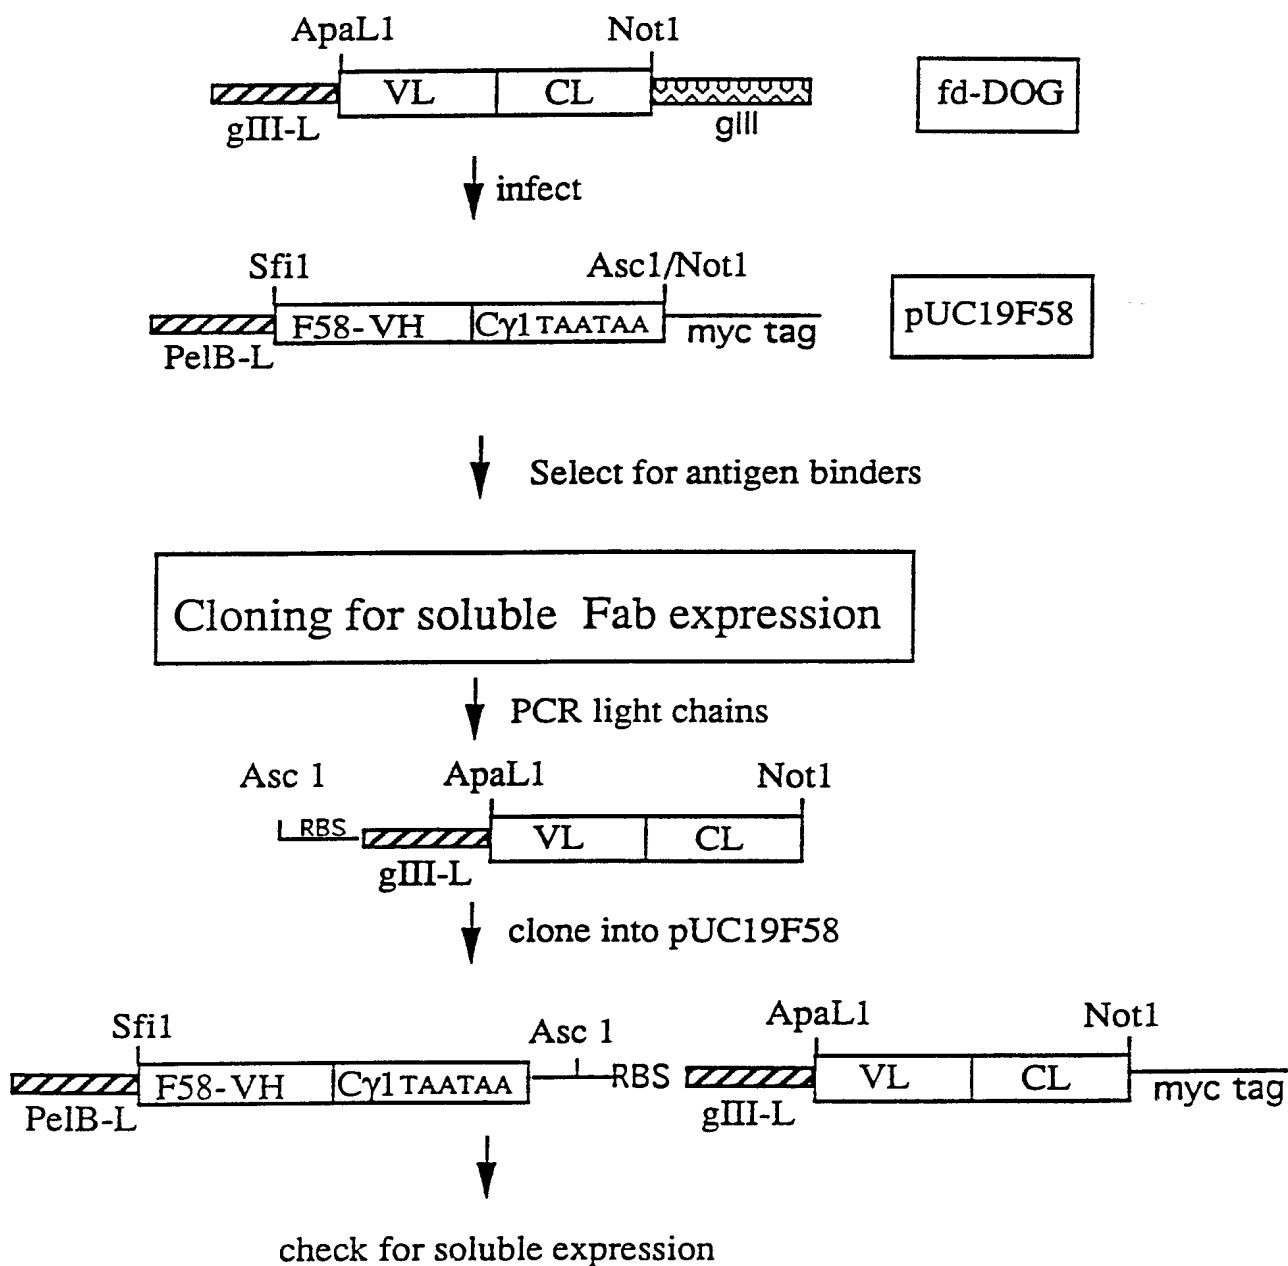 ApaL1 Not1
VL CL
fd-DOG
gIII-L gIII
infect
Sfi1 Asc1/Not1
F58-VH Cγ1 TAATAA
pUC19F58
PelB-L myc tag
Select for antigen binders
Cloning for soluble Fab expression
PCR light chains
Asc 1 ApaL1 Not1
RBS VL CL
gIII-L
clone into pUC19F58
Sfi1 Asc 1 ApaL1 Not1
F58-VH Cγ1 TAATAA RBS VL CL myc tag
PelB-L gIII-L
check for soluble expression